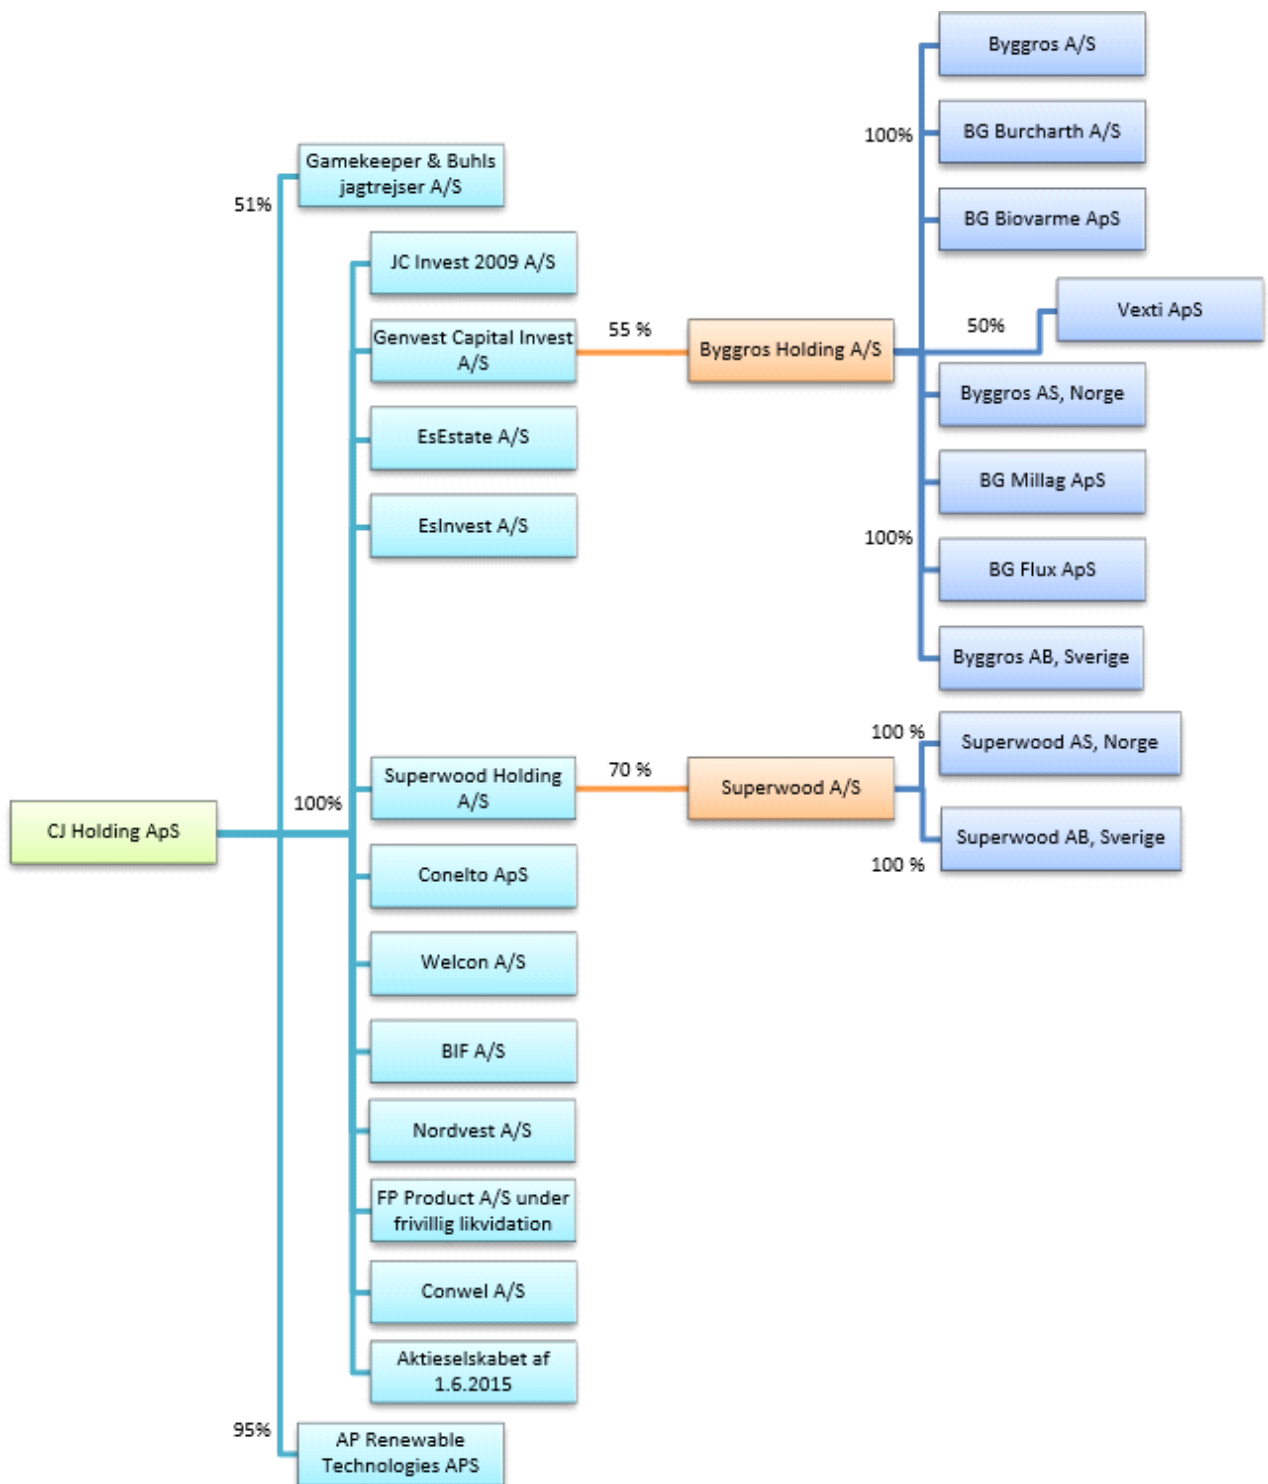 Byggros A/S
100%
BG Burcharth A/S
Gamekeeper & Buhls
jagtrejser A/S
51%
BG Biovarme ApS
JC Invest 2009 A/S
Vexti ApS
50%
Genvest Capital Invest
A/S
55 %
Byggros Holding A/S
Byggros AS, Norge
EsEstate A/S
BG Millag ApS
EsInvest A/S
100%
BG Flux ApS
Byggros AB, Sverige
100 %
Superwood AS, Norge
Superwood Holding
A/S
70 %
Superwood A/S
CJ Holding ApS
100%
Superwood AB, Sverige
100 %
Conelto ApS
Welcon A/S
BIF A/S
Nordvest A/S
FP Product A/S under
frivillig likvidation
Conwel A/S
Aktieselskabet af
1.6.2015
95%
AP Renewable
Technologies APS